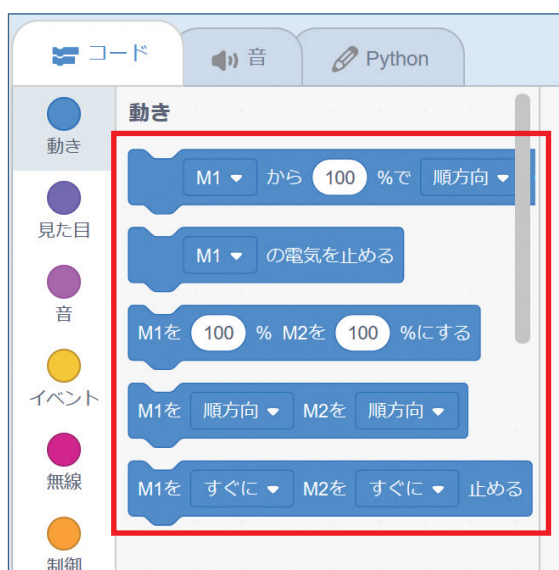 コード 音 Python
動き
動き
見た目
音
イベント
無線
制御
M1 から 100 %で 順方向
M1 の電気を止める
M1を 100 % M2を 100 %にする
M1を 順方向 M2を 順方向
M1を すぐに M2を すぐに 止める